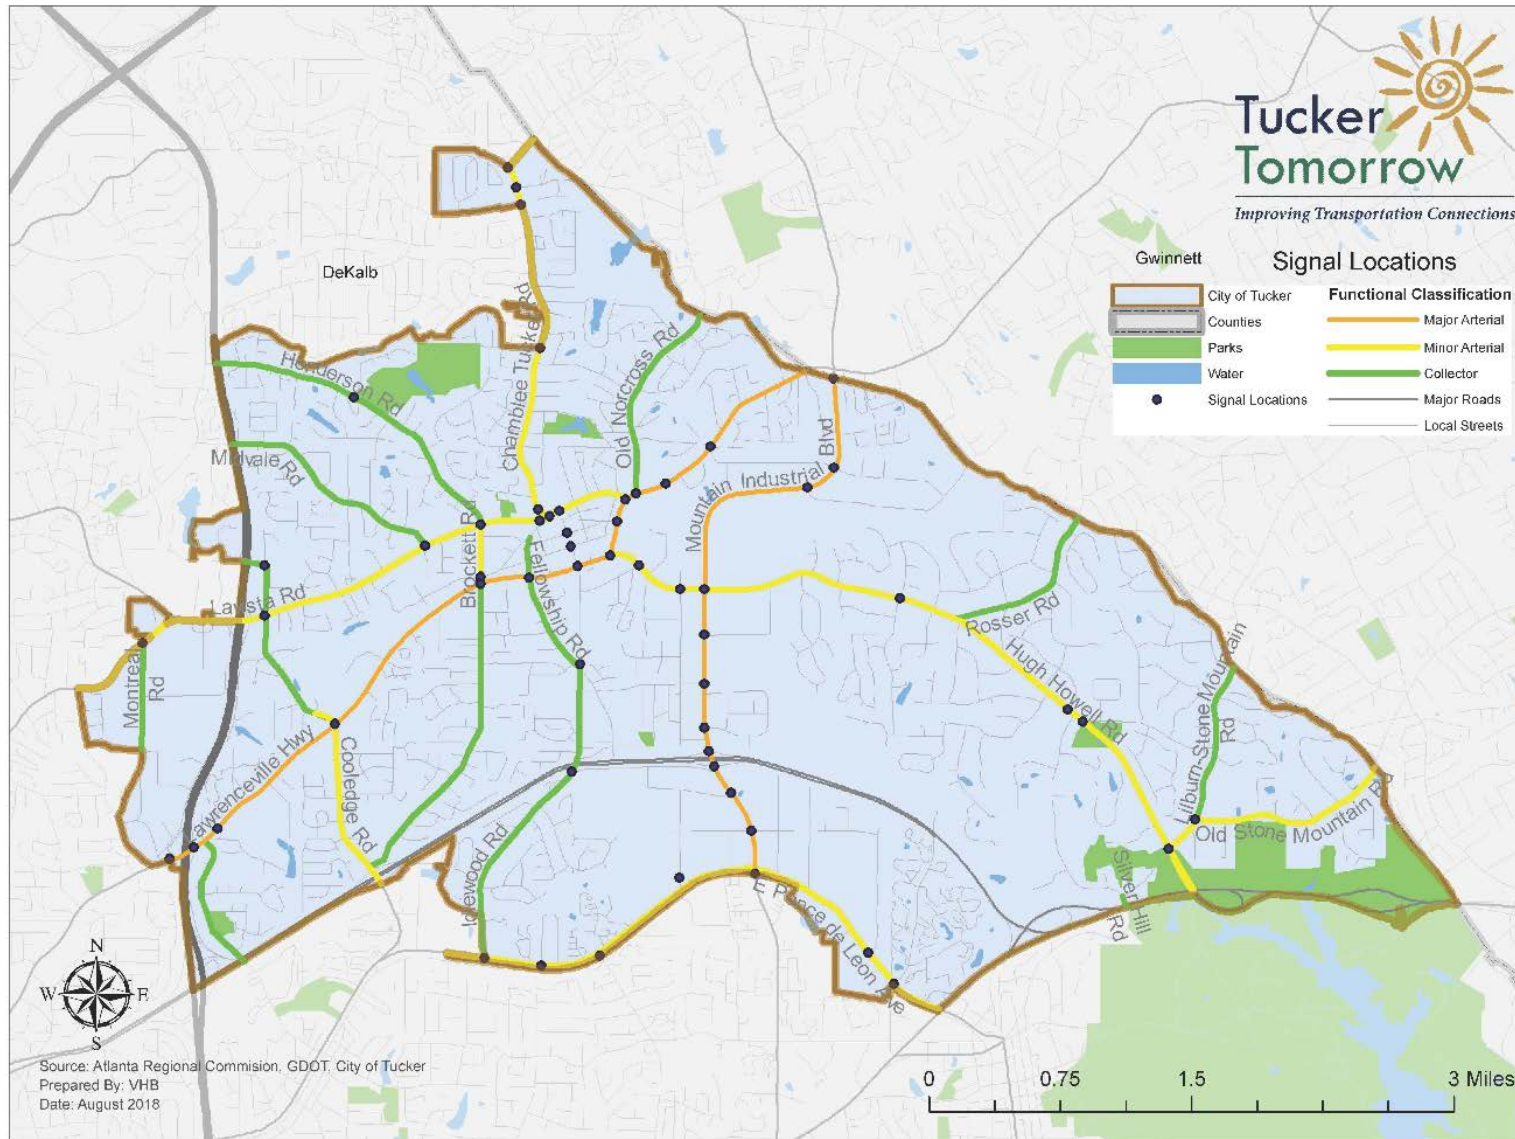 Tucker
Tomorrow
Improving Transportation Connections
Gwinnett
Signal Locations
City of Tucker
Counties
Parks
Water
Signal Locations
Functional Classification
Major Arterial
Minor Arterial
Collector
Major Roads
Local Streets
DeKalb
Henderson Rd
Midvale
Rd
Chamblee Tucker Rd
Old Norcross Rd
Mountain Industrial
Blvd
Brockett Rd
Fellowship Rd
Lavista Rd
Montreal
Rd
Lawrenceville Hwy
Cooledge Rd
Idlewood Rd
Rosser Rd
Hugh Howell Rd
Lilburn-Stone Mountain
Rd
Old Stone Mountain Rd
Silver Hill
Rd
E Ponce de Leon Ave
N
W
E
S
Source: Atlanta Regional Commision, GDOT, City of Tucker
Prepared By: VHB
Date: August 2018
0 0.75 1.5 3 Miles